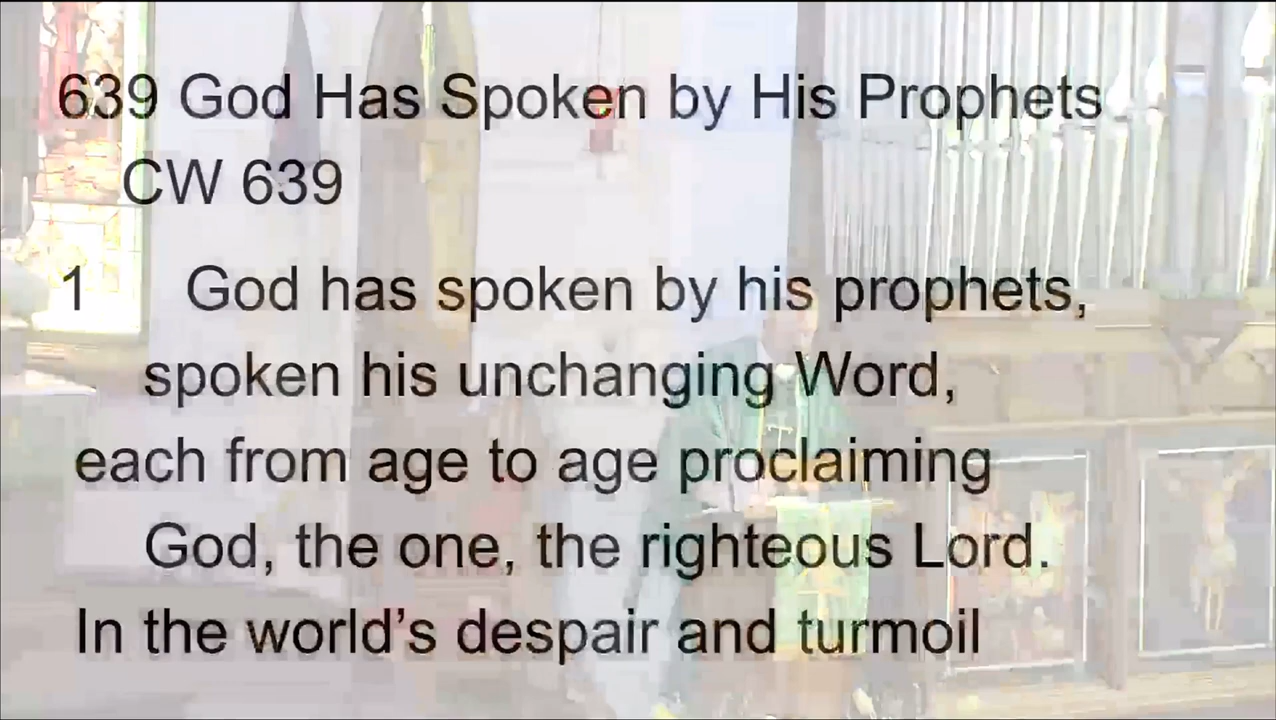 639 God Has Spoken by His Prophets
CW 639
1 God has spoken by his prophets,
spoken his unchanging Word,
each from age to age proclaiming
God, the one, the righteous Lord.
In the world’s despair and turmoil